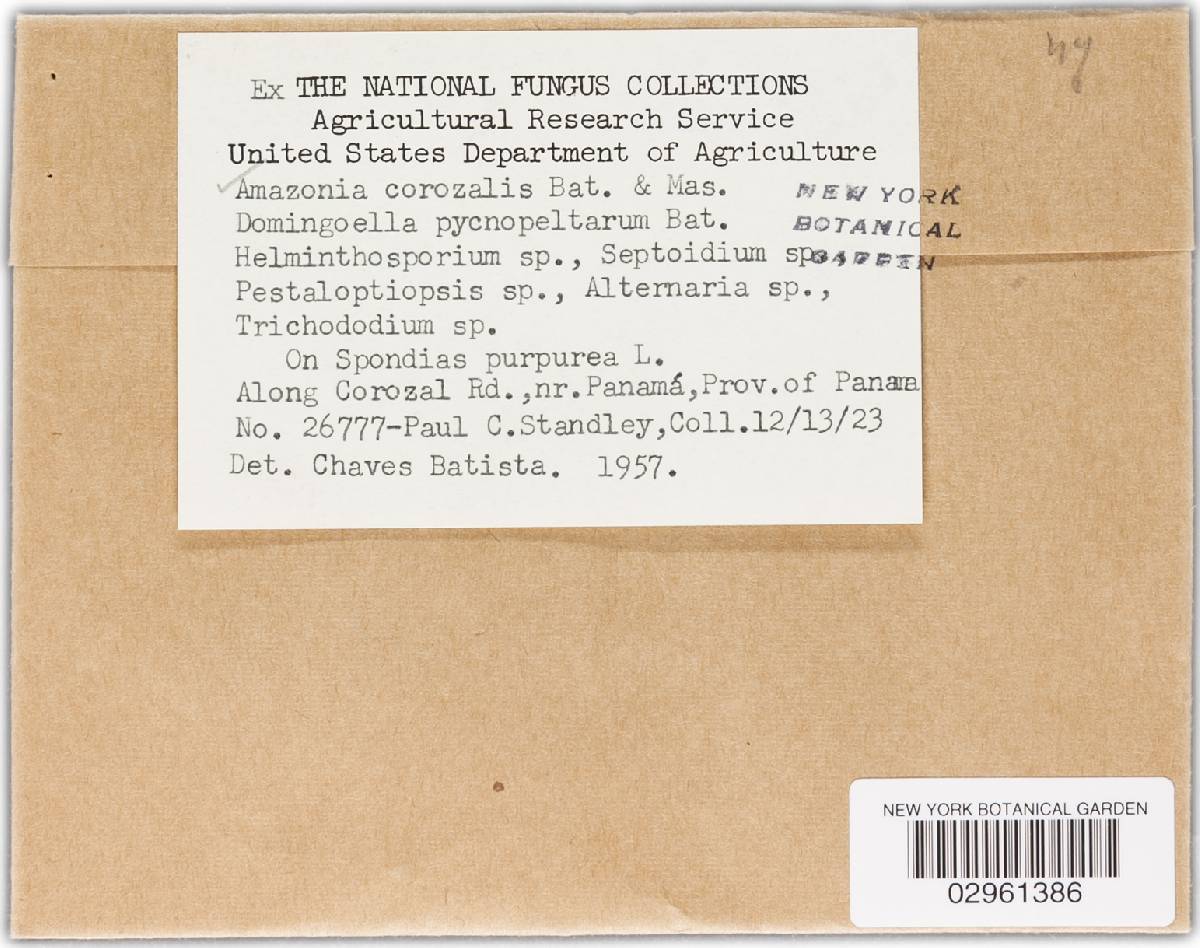 Ex THE NATIONAL FUNGUS COLLECTIONS
Agricultural Research Service
United States Department of Agriculture
Amazonia corozalis Bat. & Mas.
Domingoella pycnopeltarum Bat.
Helminthosporium sp., Septoidium sp.
Pestaloptiopsis sp., Alternaria sp.,
Trichododium sp.
On Spondias purpurea L.
Along Corozal Rd.,nr.Panamá,Prov.of Panama
No. 26777-Paul C.Standley,Coll.12/13/23
Det. Chaves Batista. 1957.
NEW YORK
BOTANICAL
GARDEN
NEW YORK BOTANICAL GARDEN
02961386